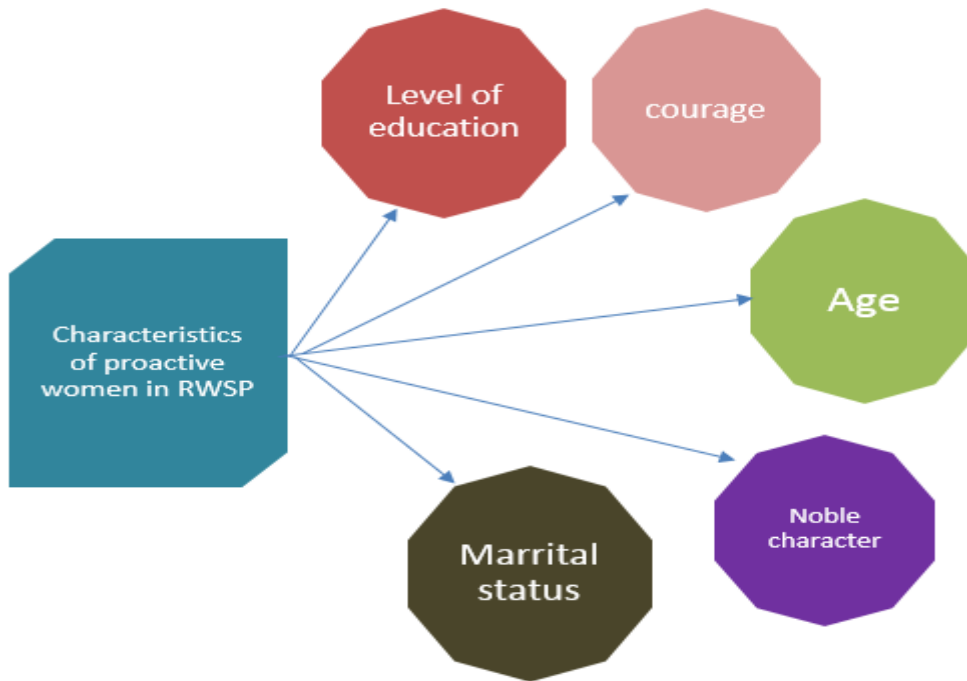 Level of
education
courage
Age
Characteristics
of proactive
women in RWSP
Noble
character
Marrital
status